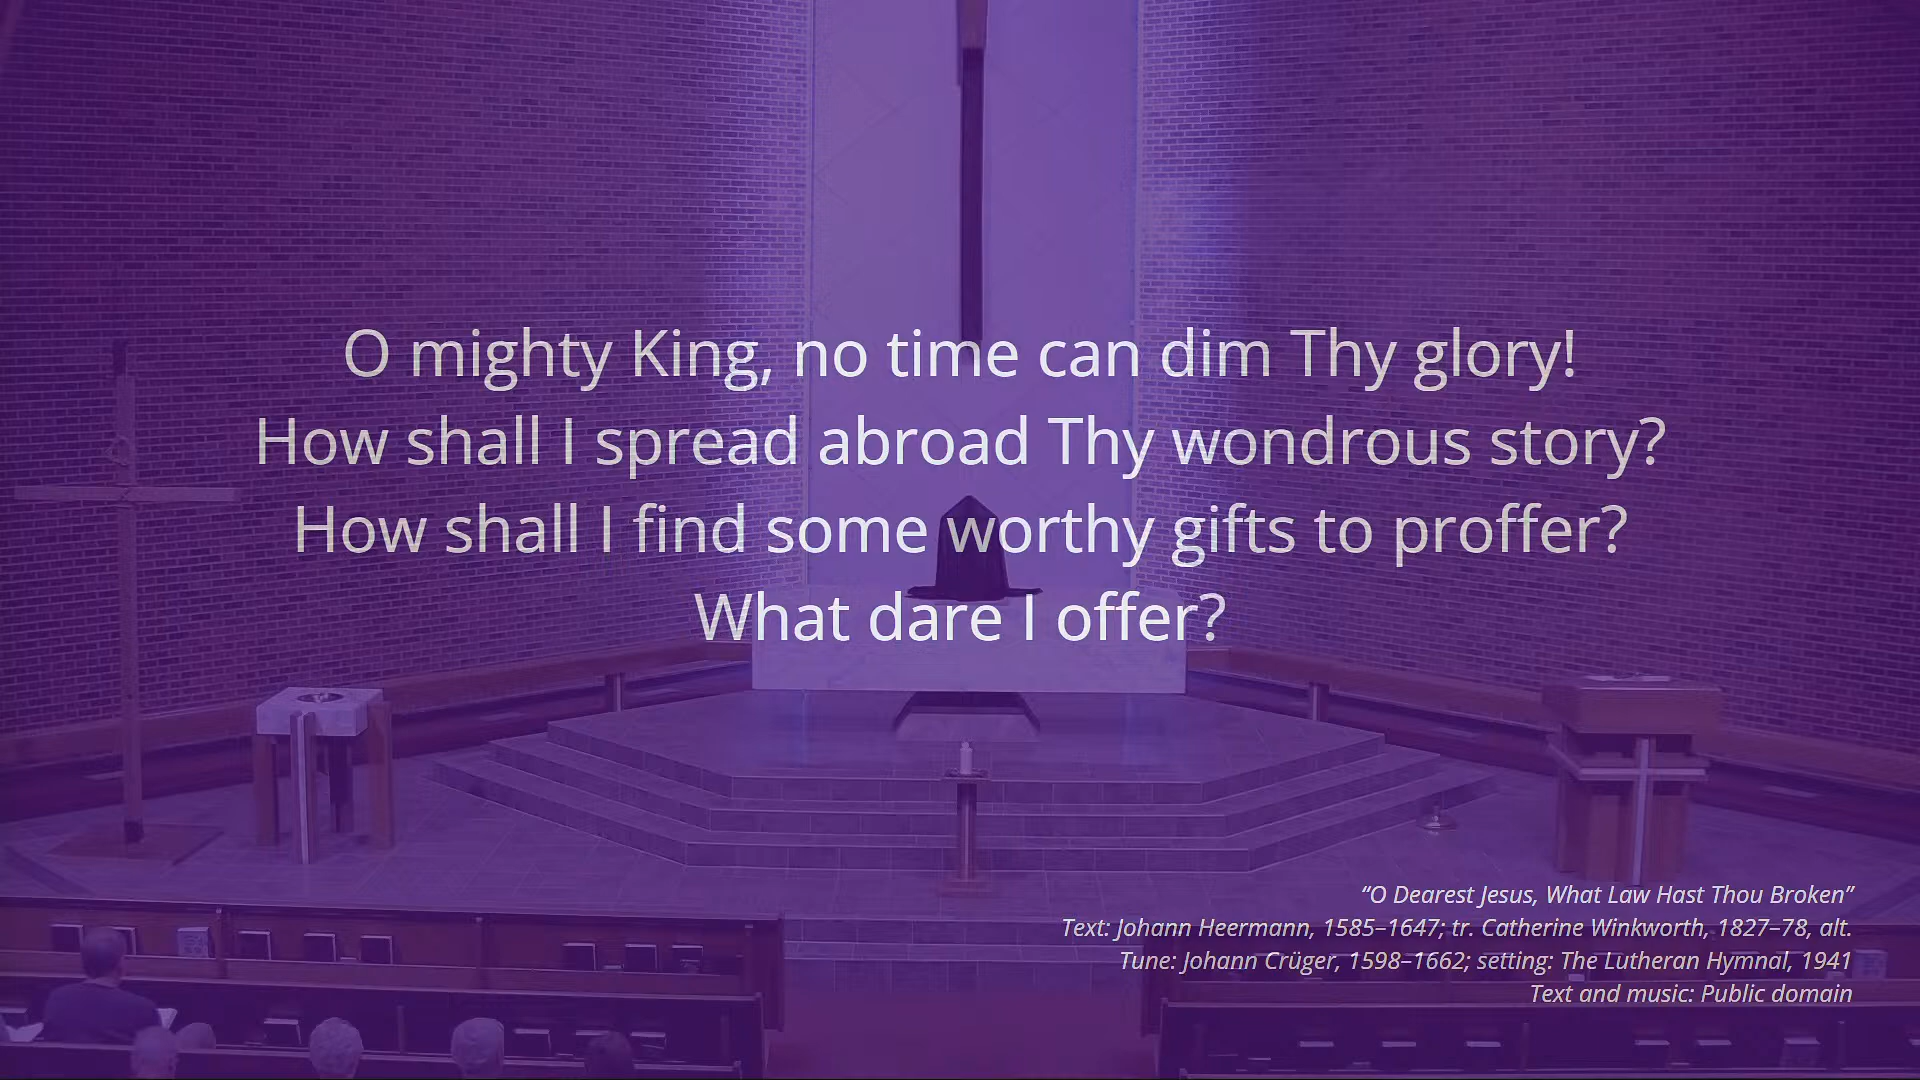 O mighty King, no time can dim Thy glory!
How shall I spread abroad Thy wondrous story?
How shall I find some worthy gifts to proffer?
What dare I offer?
“O Dearest Jesus, What Law Hast Thou Broken”
Text: Johann Heermann, 1585–1647; tr. Catherine Winkworth, 1827–78, alt.
Tune: Johann Crüger, 1598–1662; setting: The Lutheran Hymnal, 1941
Text and music: Public domain